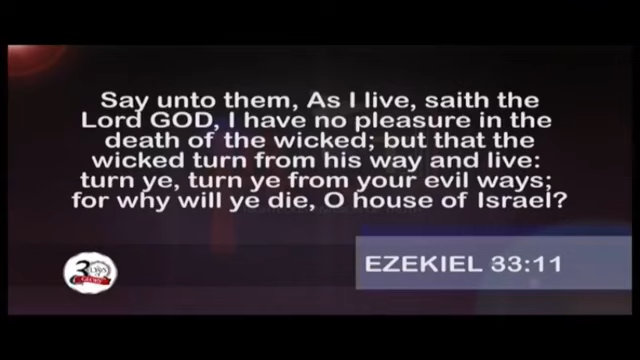 Say unto them, As I live, saith the
Lord GOD, I have no pleasure in the
death of the wicked; but that the
wicked turn from his way and live:
turn ye, turn ye from your evil ways;
for why will ye die, O house of Israel?
EZEKIEL 33:11
3